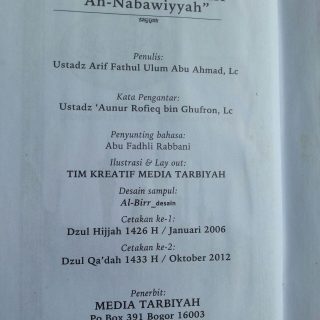 An-Nabawiyyah”
Penulis:
Ustadz Arif Fathul Ulum Abu Ahmad, Lc
Kata Pengantar:
Ustadz ‘Aunur Rofieq bin Ghufron, Lc
Penyunting bahasa:
Abu Fadhli Rabbani
Ilustrasi & Lay out:
TIM KREATIF MEDIA TARBIYAH
Desain sampul:
Al-Birr_desain
Cetakan ke-1:
Dzul Hijjah 1426 H / Januari 2006
Cetakan ke-2:
Dzul Qa’dah 1433 H / Oktober 2012
Penerbit:
MEDIA TARBIYAH
Po Box 391 Bogor 16003